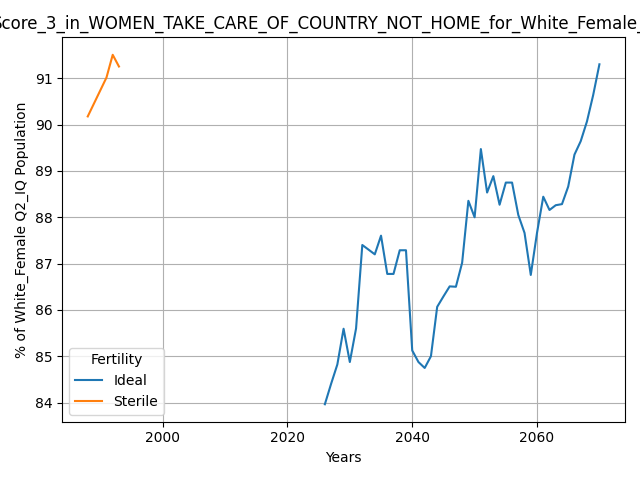 Score_3_in_WOMEN_TAKE_CARE_OF_COUNTRY_NOT_HOME_for_White_Female_
% of White_Female Q2_IQ Population
91
90
89
88
87
86
85
84
Fertility
Ideal
Sterile
2000 2020 2040 2060
Years